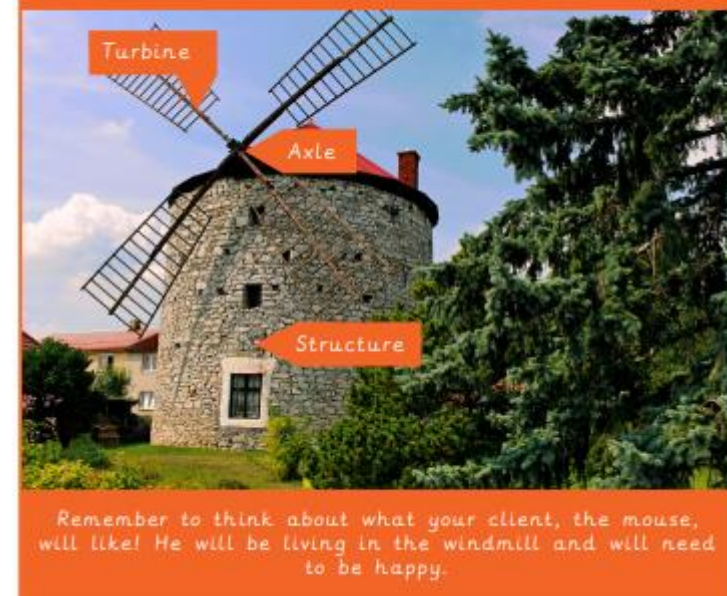 Turbine
Axle
Structure
Remember to think about what your client, the mouse,
will like! He will be living in the windmill and will need
to be happy.